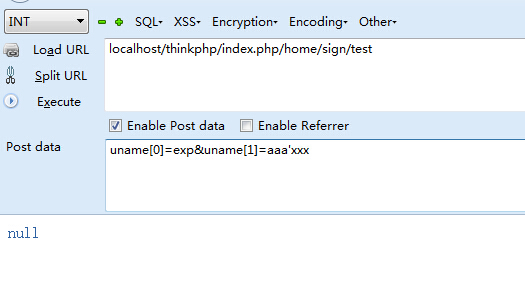 INT SQL- XSS- Encryption- Encoding- Other-
Load URL localhost/thinkphp/index.php/home/sign/test
Split URL
Execute
Enable Post data Enable Referrer
Post data uname[0]=exp&uname[1]=aaa'xxx
null